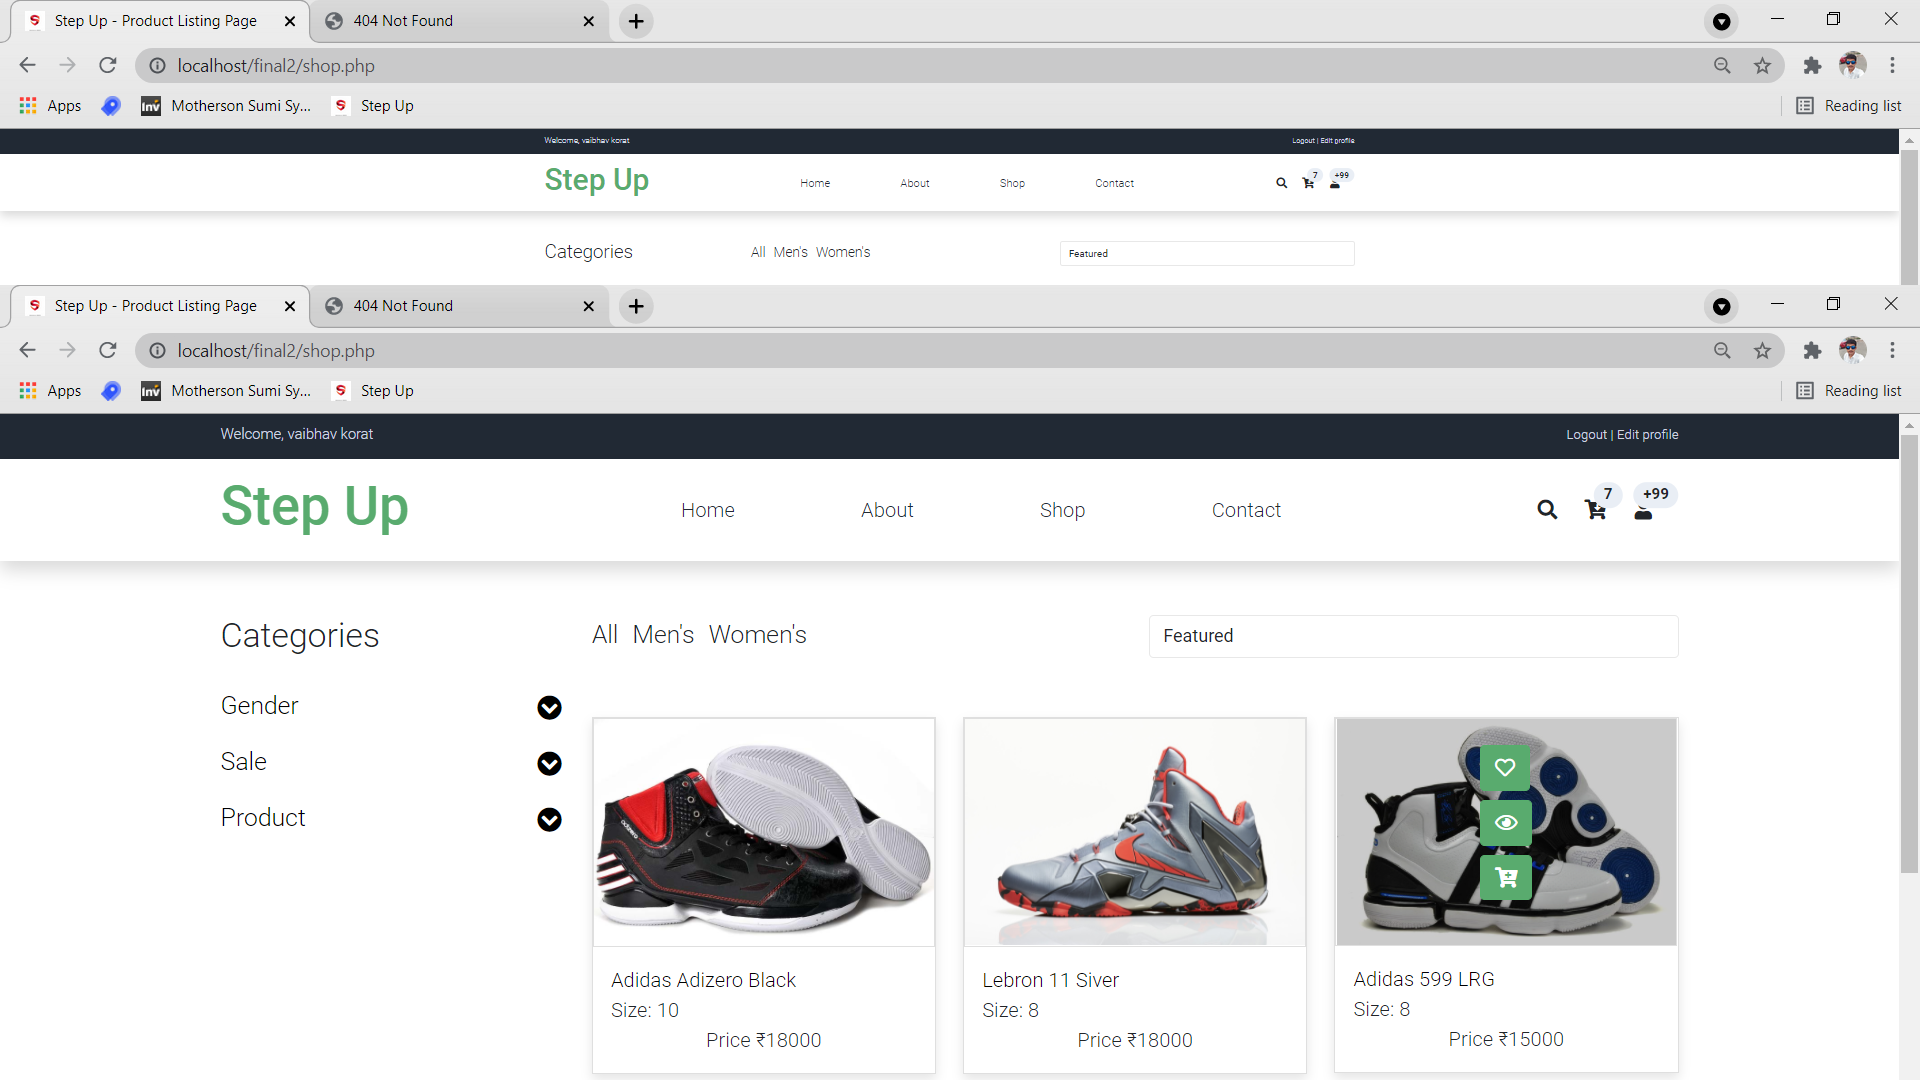 Step Up - Product Listing Page
404 Not Found
localhost/final2/shop.php
Apps
Inv
Motherson Sumi Sy...
S
Step Up
Reading list
Welcome, vaibhav korat
Logout | Edit profile
Step Up
Home
About
Shop
Contact
7
+99
Categories
All Men's Women's
Featured
Step Up - Product Listing Page
404 Not Found
localhost/final2/shop.php
Apps
Inv
Motherson Sumi Sy...
S
Step Up
Reading list
Welcome, vaibhav korat
Logout | Edit profile
Step Up
Home
About
Shop
Contact
7
+99
Categories
All Men's Women's
Featured
Gender
Sale
Product
Adidas Adizero Black
Size: 10
Price ₹18000
Lebron 11 Siver
Size: 8
Price ₹18000
Adidas 599 LRG
Size: 8
Price ₹15000